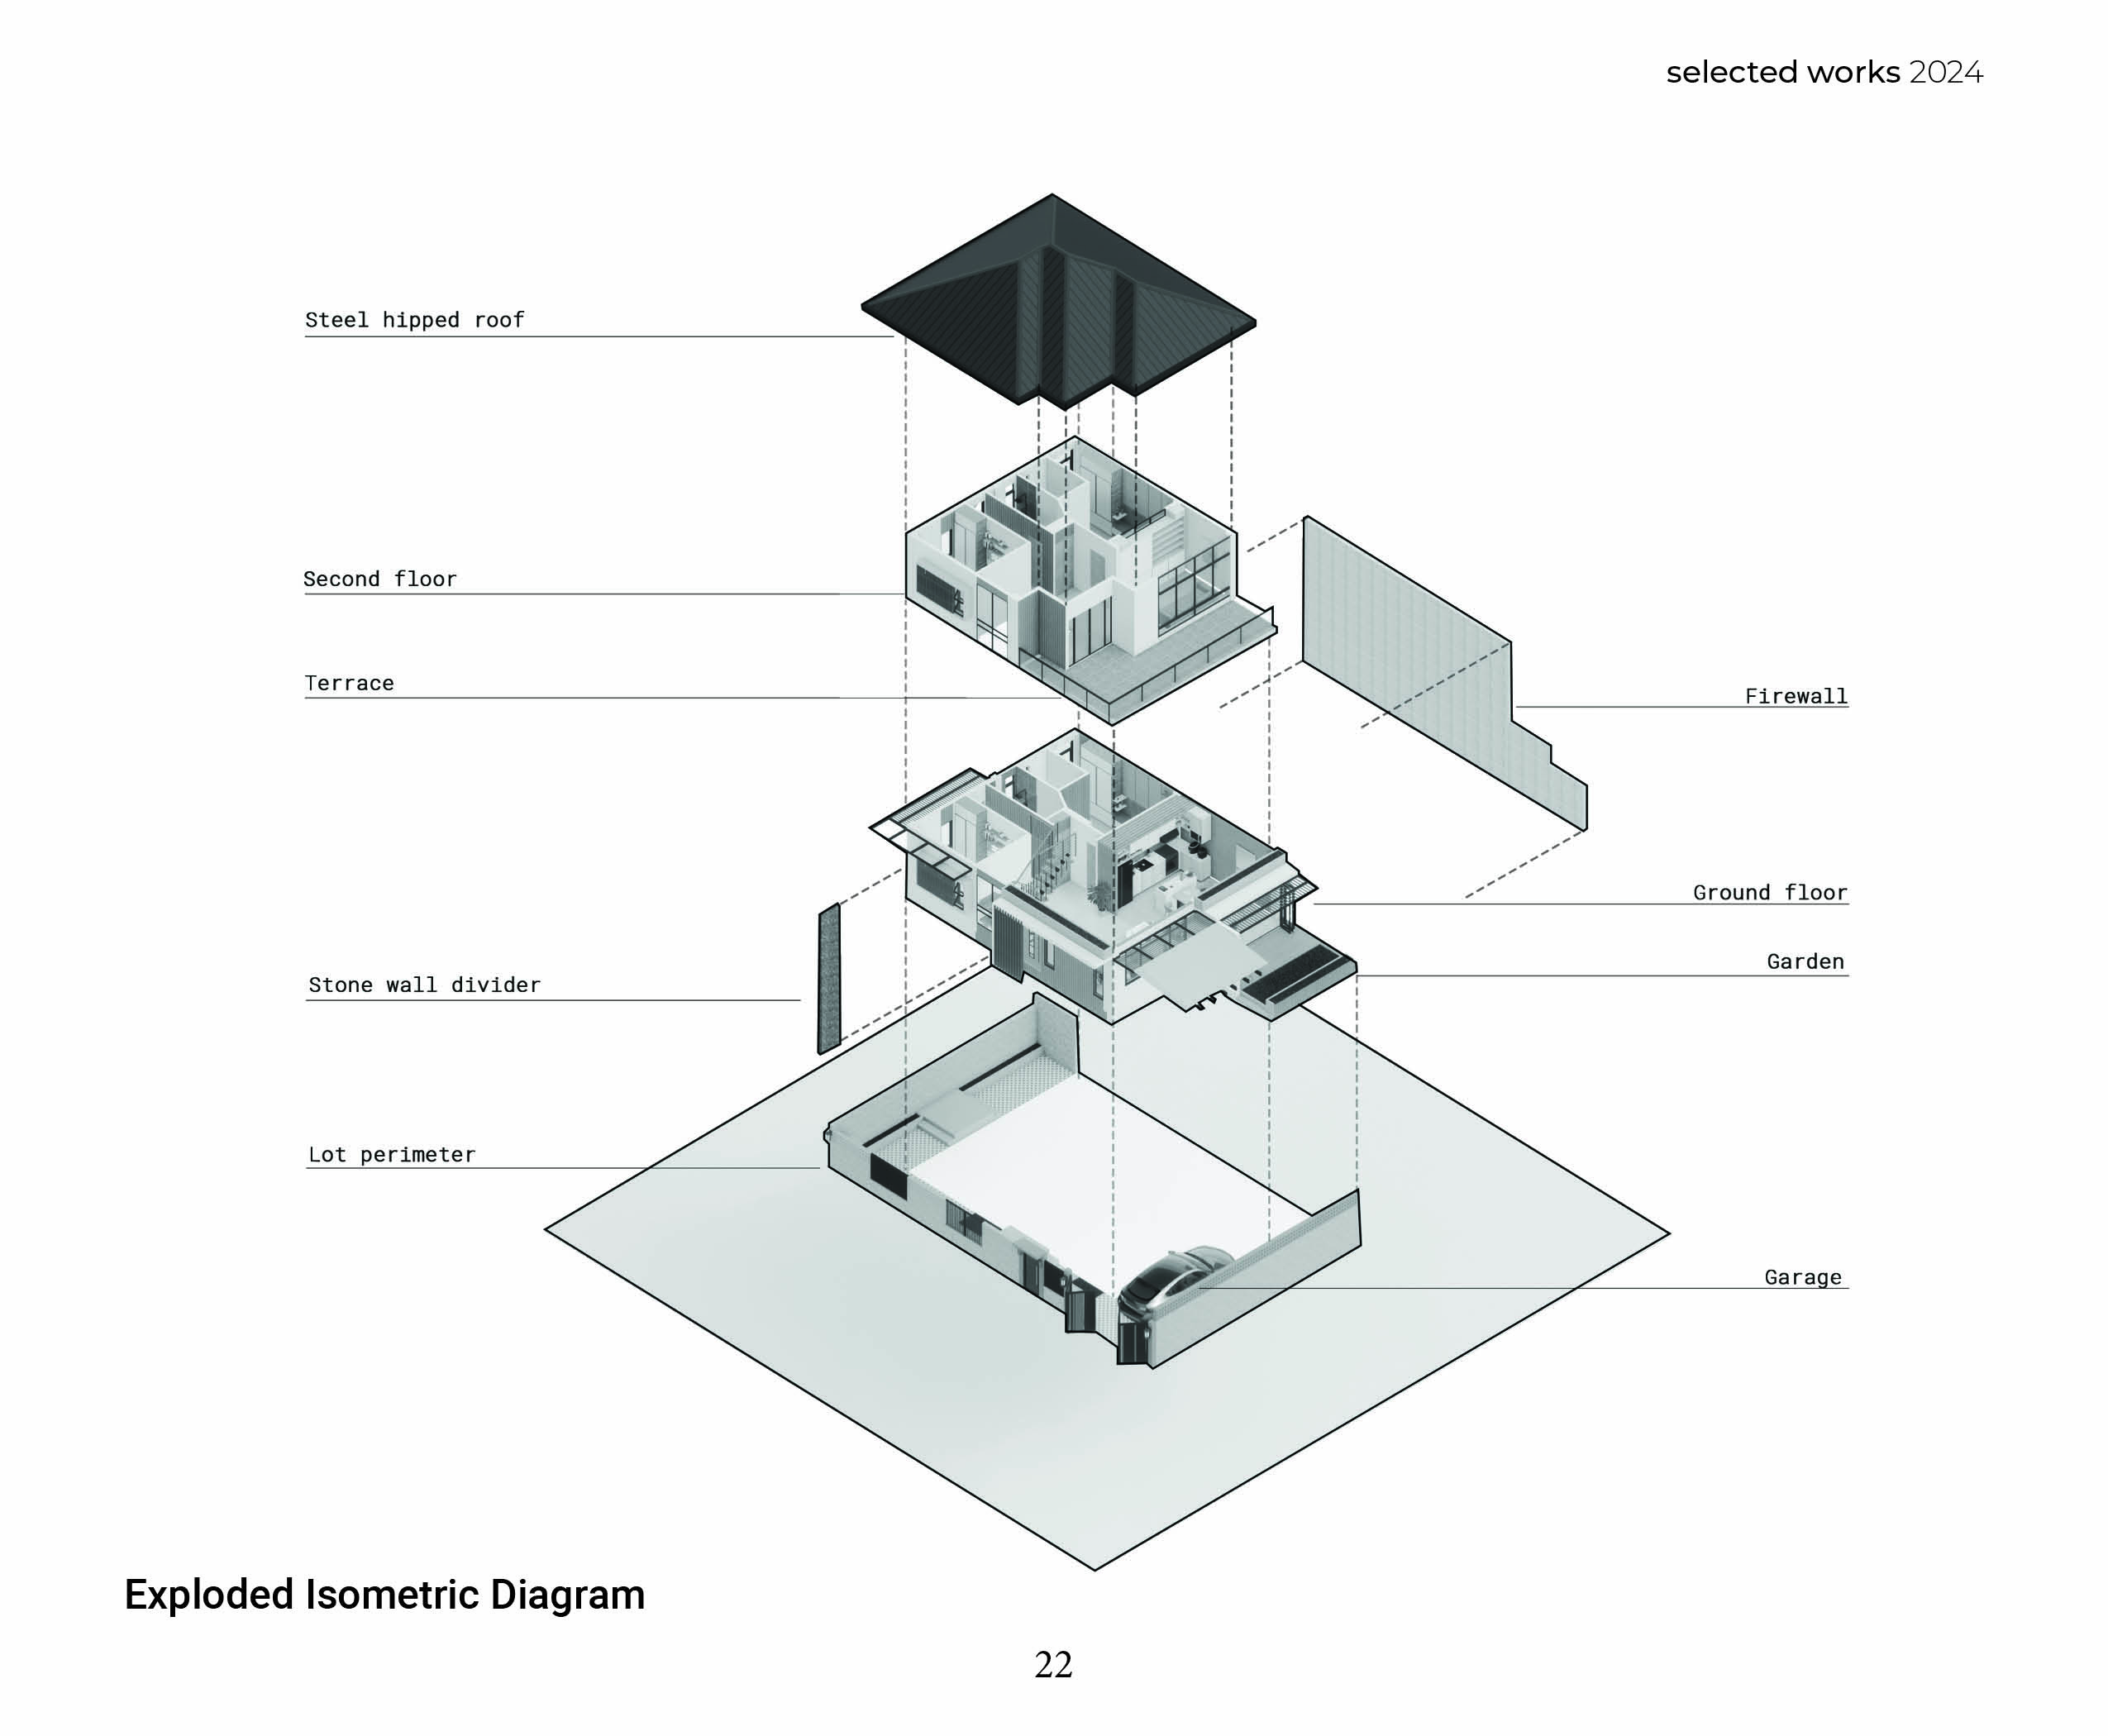 selected works 2024
Steel hipped roof
Second floor
Terrace
Firewall
Ground floor
Garden
Stone wall divider
Lot perimeter
Garage
Exploded Isometric Diagram
22